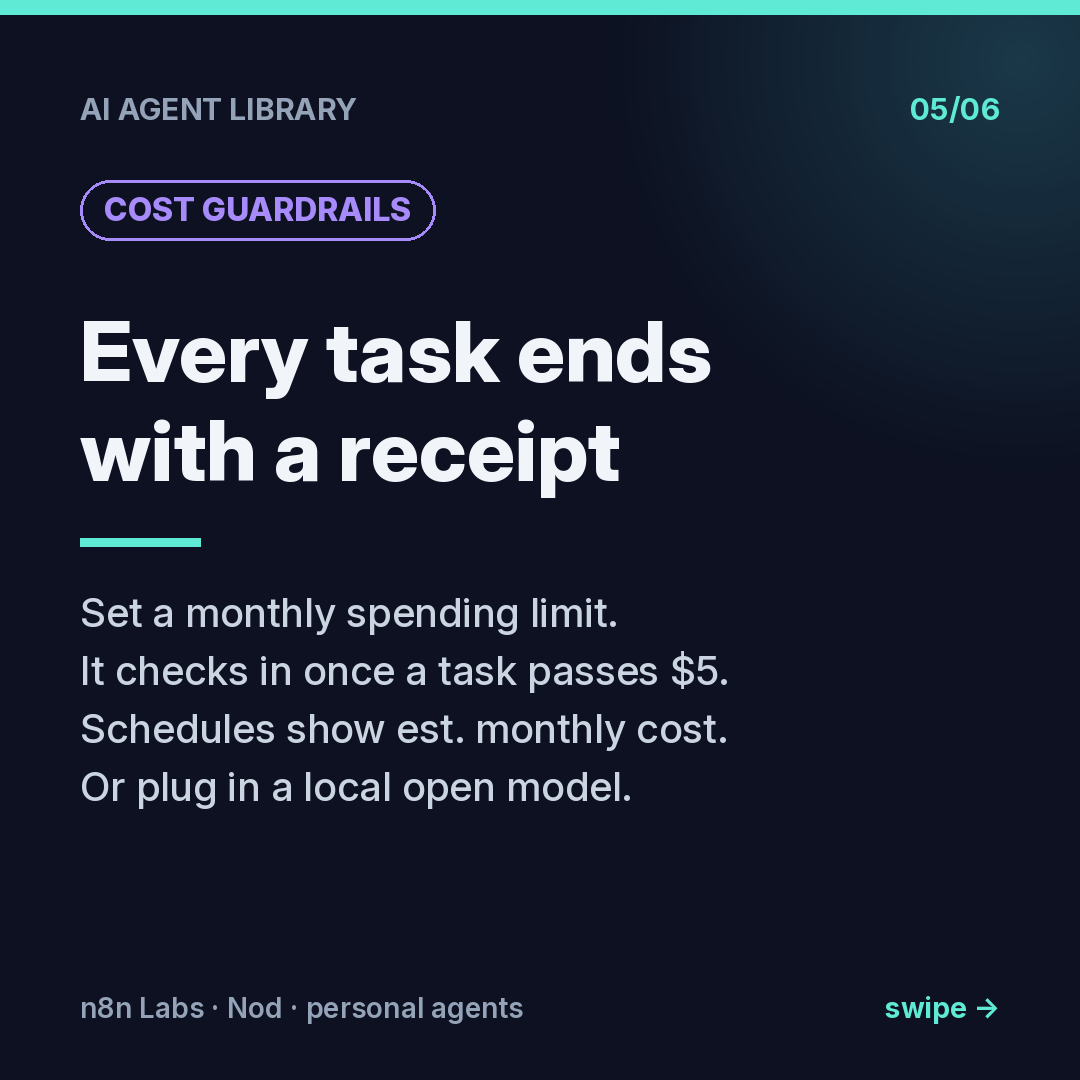 AI AGENT LIBRARY
05/06
COST GUARDRAILS
Every task ends
with a receipt
Set a monthly spending limit.
It checks in once a task passes $5.
Schedules show est. monthly cost.
Or plug in a local open model.
n8n Labs · Nod · personal agents
swipe →